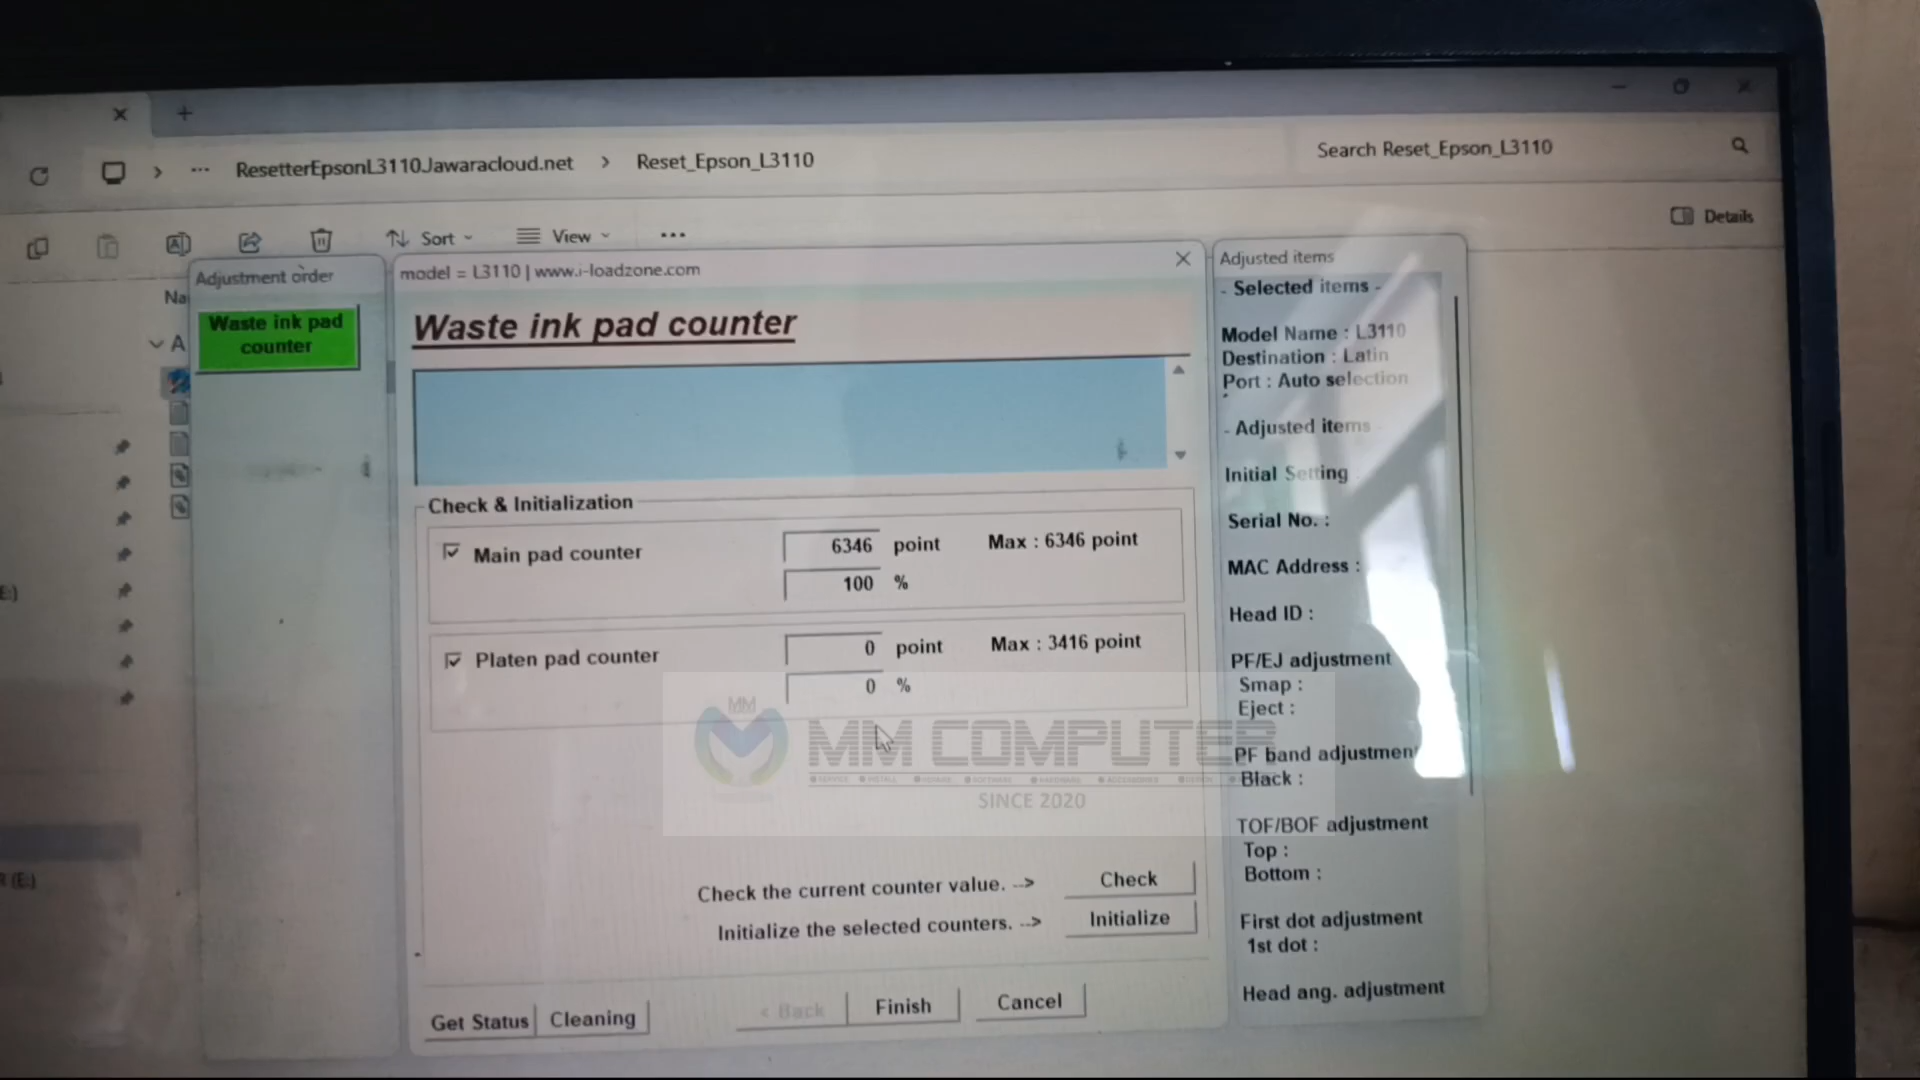 ResetterEpsonL3110Jawaracloud.net > Reset_Epson_L3110
Search Reset_Epson_L3110
Sort
View
Details
Na
A
Adjustment order
Waste ink pad
counter
model = L3110 | www.i-loadzone.com
Waste ink pad counter
Check & Initialization
Main pad counter
6346 point
Max : 6346 point
100 %
Platen pad counter
0 point
Max : 3416 point
0 %
MM
MM COMPUTER
SINCE 2020
Check the current counter value. -->
Check
Initialize the selected counters. -->
Initialize
Get Status
Cleaning
< Back
Finish
Cancel
Adjusted items
- Selected items -
Model Name : L3110
Destination : Latin
Port : Auto selection
- Adjusted items -
Initial Setting
Serial No. :
MAC Address :
Head ID :
PF/EJ adjustment
Smap :
Eject :
PF band adjustment
Black :
TOF/BOF adjustment
Top :
Bottom :
First dot adjustment
1st dot :
Head ang. adjustment